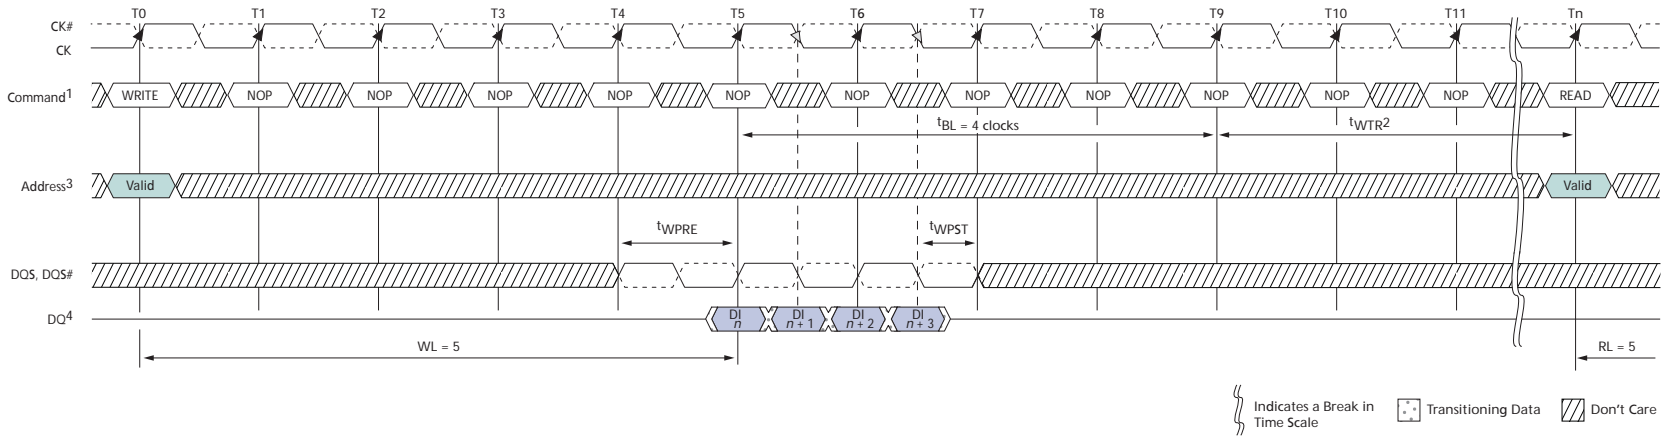 T0 T1 T2 T3 T4 T5 T6 T7 T8 T9 T10 T11 Tn
CK#
CK
Command1 WRITE NOP NOP NOP NOP NOP NOP NOP NOP NOP NOP NOP READ
tBL = 4 clocks tWTR2
Address3 Valid Valid
tWPRE tWPST
DQS, DQS#
DQ4 DI n DI n + 1 DI n + 2 DI n + 3
WL = 5 RL = 5
Indicates a Break in
Time Scale
Transitioning Data
Don't Care